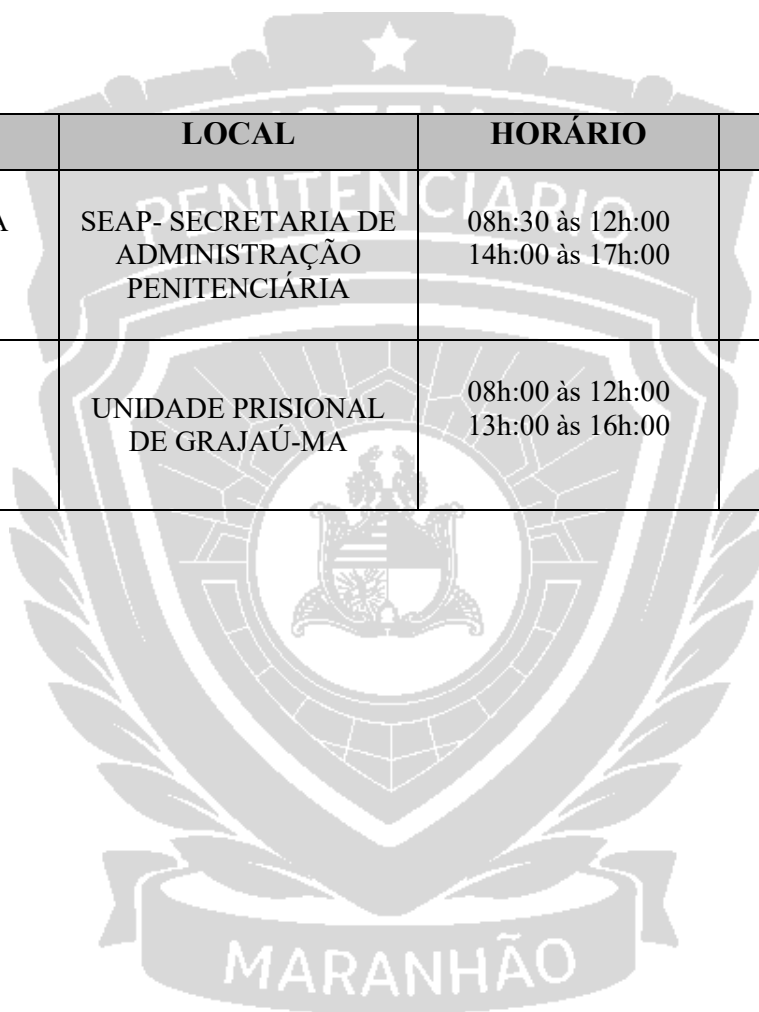 LOCAL HORÁRIO
A SEAP- SECRETARIA DE 08h:30 às 12h:00
ADMINISTRAÇÃO 14h:00 às 17h:00
PENITENCIÁRIA
UNIDADE PRISIONAL 08h:00 às 12h:00
DE GRAJAÚ-MA 13h:00 às 16h:00
PENITENCIÁRIO
MARANHÃO